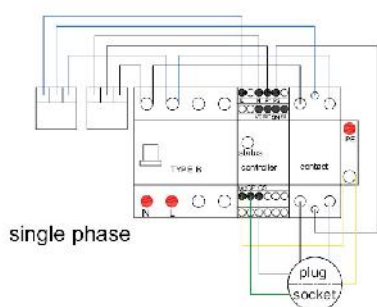 status
PE
TYPE B
controller
contact
N
L
single phase
plug
socket